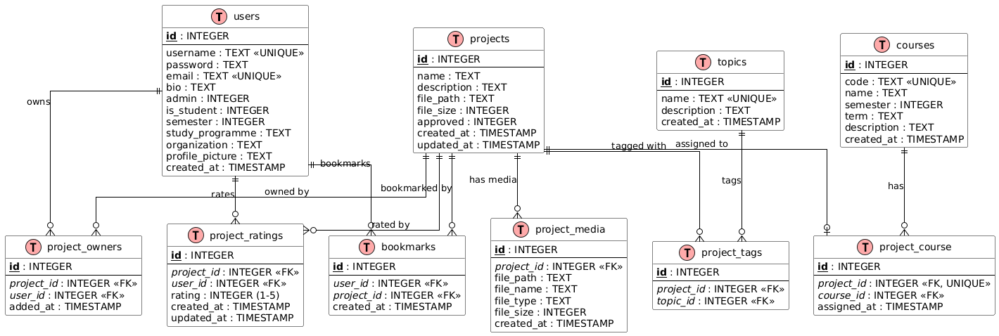 T users
id : INTEGER
username : TEXT «UNIQUE»
password : TEXT
email : TEXT «UNIQUE»
bio : TEXT
admin : INTEGER
is_student : INTEGER
semester : INTEGER
study_programme : TEXT
organization : TEXT
profile_picture : TEXT
created_at : TIMESTAMP
T projects
id : INTEGER
name : TEXT
description : TEXT
file_path : TEXT
file_size : INTEGER
approved : INTEGER
created_at : TIMESTAMP
updated_at : TIMESTAMP
T topics
id : INTEGER
name : TEXT «UNIQUE»
description : TEXT
created_at : TIMESTAMP
T courses
id : INTEGER
code : TEXT «UNIQUE»
name : TEXT
semester : INTEGER
term : TEXT
description : TEXT
created_at : TIMESTAMP
owns
bookmarks
tagged with
assigned to
rates
owned by
bookmarked by
has media
tags
has
rated by
T project_owners
id : INTEGER
project_id : INTEGER «FK»
user_id : INTEGER «FK»
added_at : TIMESTAMP
T project_ratings
id : INTEGER
project_id : INTEGER «FK»
user_id : INTEGER «FK»
rating : INTEGER (1-5)
created_at : TIMESTAMP
updated_at : TIMESTAMP
T bookmarks
id : INTEGER
user_id : INTEGER «FK»
project_id : INTEGER «FK»
created_at : TIMESTAMP
T project_media
id : INTEGER
project_id : INTEGER «FK»
file_path : TEXT
file_name : TEXT
file_type : TEXT
file_size : INTEGER
created_at : TIMESTAMP
T project_tags
id : INTEGER
project_id : INTEGER «FK»
topic_id : INTEGER «FK»
T project_course
id : INTEGER
project_id : INTEGER «FK, UNIQUE»
course_id : INTEGER «FK»
assigned_at : TIMESTAMP